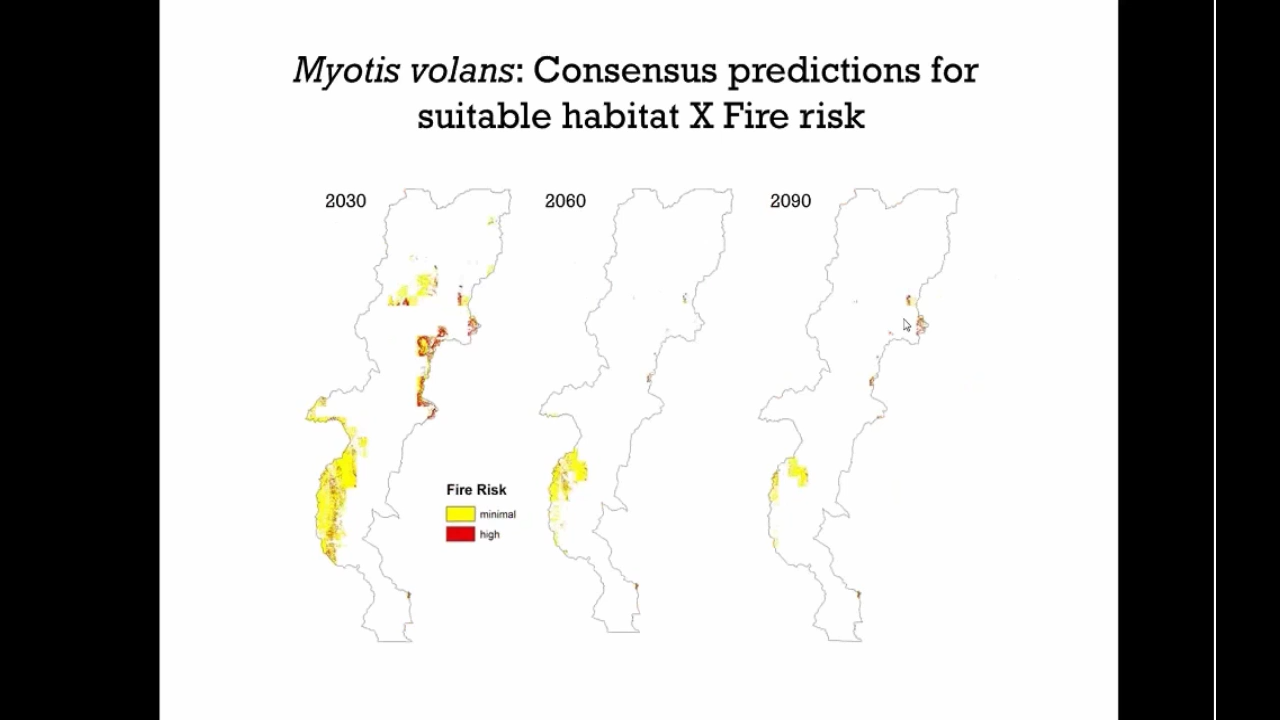 Myotis volans: Consensus predictions for
suitable habitat X Fire risk
2030
2060
2090
Fire Risk
minimal
high